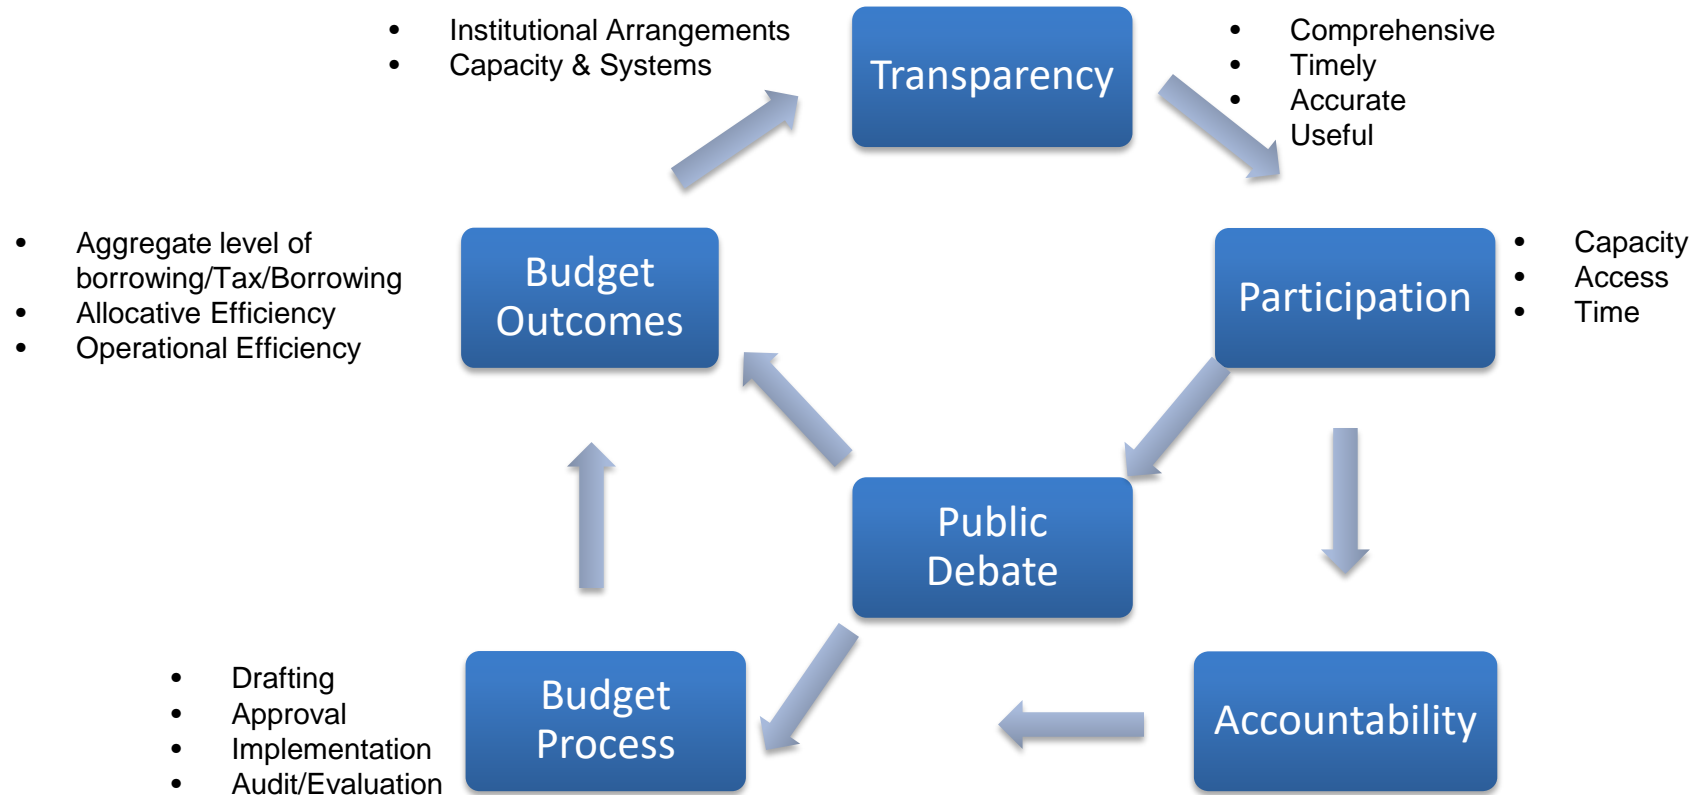 • Institutional Arrangements
• Capacity & Systems
Transparency
• Comprehensive
• Timely
• Accurate
Useful
• Aggregate level of
borrowing/Tax/Borrowing
• Allocative Efficiency
• Operational Efficiency
Budget
Outcomes
Participation
• Capacity
• Access
• Time
Public
Debate
• Drafting
• Approval
• Implementation
• Audit/Evaluation
Budget
Process
Accountability